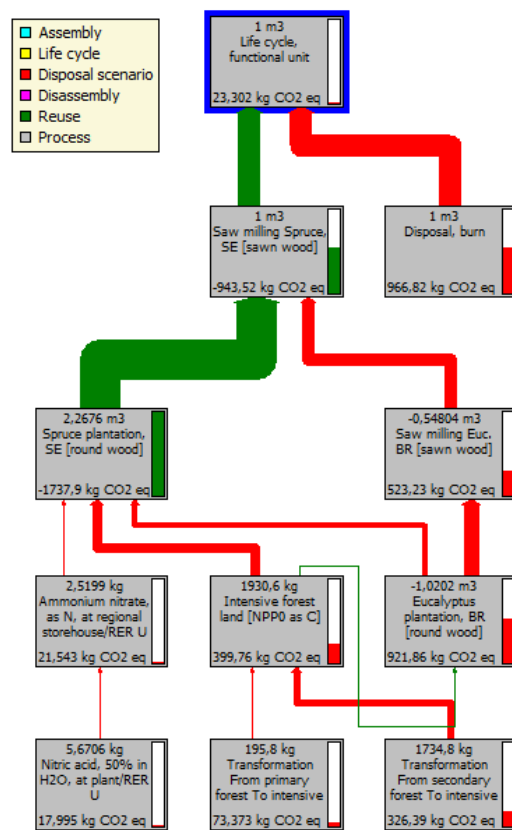 Assembly
Life cycle
Disposal scenario
Disassembly
Reuse
Process
1 m3
Life cycle,
functional unit
23,302 kg CO2 eq
1 m3
Saw milling Spruce,
SE [sawn wood]
-943,52 kg CO2 eq
1 m3
Disposal, burn
966,82 kg CO2 eq
2,2676 m3
Spruce plantation,
SE [round wood]
-1737,9 kg CO2 eq
-0,54804 m3
Saw milling Euc.
BR [sawn wood]
523,23 kg CO2 eq
2,5199 kg
Ammonium nitrate,
as N, at regional
storehouse/RER U
21,543 kg CO2 eq
1930,6 kg
Intensive forest
land [NPP0 as C]
399,76 kg CO2 eq
-1,0202 m3
Eucalyptus
plantation, BR
[round wood]
921,86 kg CO2 eq
5,6706 kg
Nitric acid, 50% in
H2O, at plant/RER
U
17,995 kg CO2 eq
195,8 kg
Transformation
From primary
forest To intensive
73,373 kg CO2 eq
1734,8 kg
Transformation
From secondary
forest To intensive
326,39 kg CO2 eq